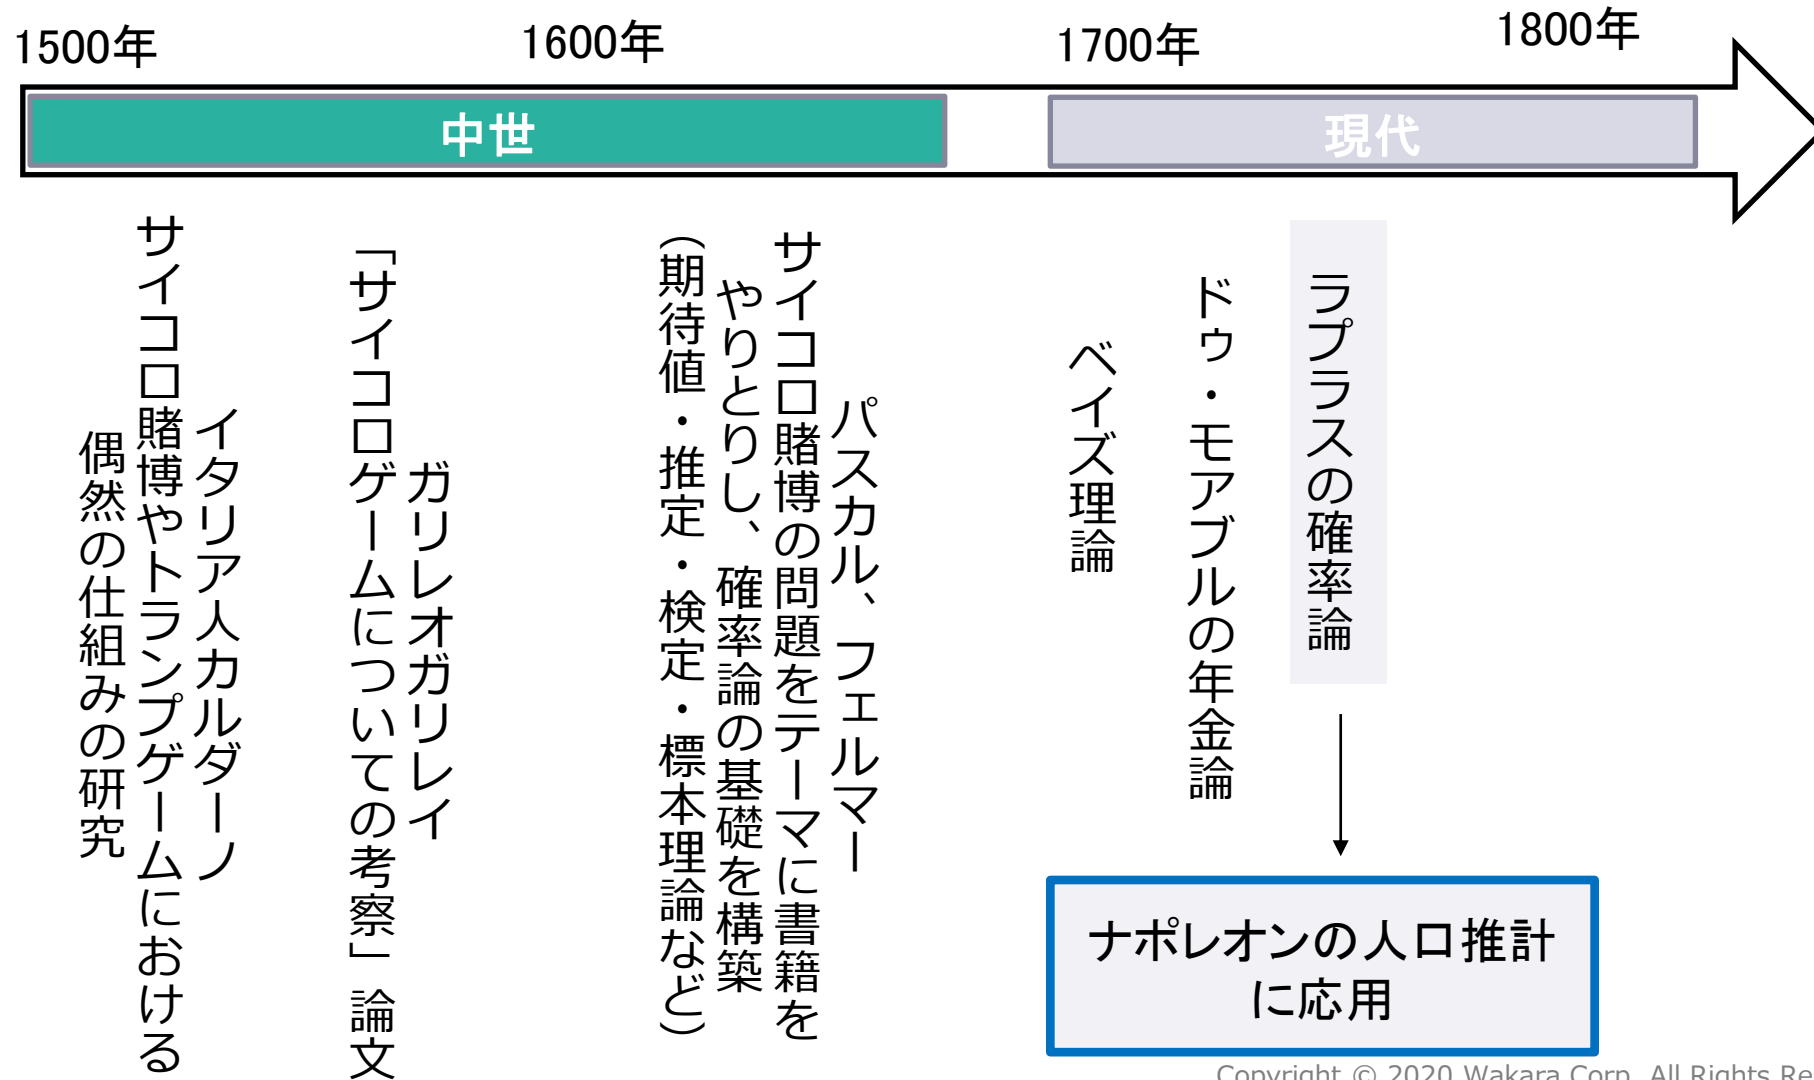 1500年
1600年
1700年
1800年
中世
現代
イタリア人カルダーノ
サイコロ賭博やトランプゲームにおける
偶然の仕組みの研究
ガリレオガリレイ
「サイコロゲームについての考察」論文
パスカル、フェルマー
サイコロ賭博の問題をテーマに書籍を
やりとりし、確率論の基礎を構築
（期待値・推定・検定・標本理論など）
ベイズ理論
ドゥ・モアブルの年金論
ラプラスの確率論
ナポレオンの人口推計
に応用
Copyright © 2020 Wakara Corp. All Rights Re